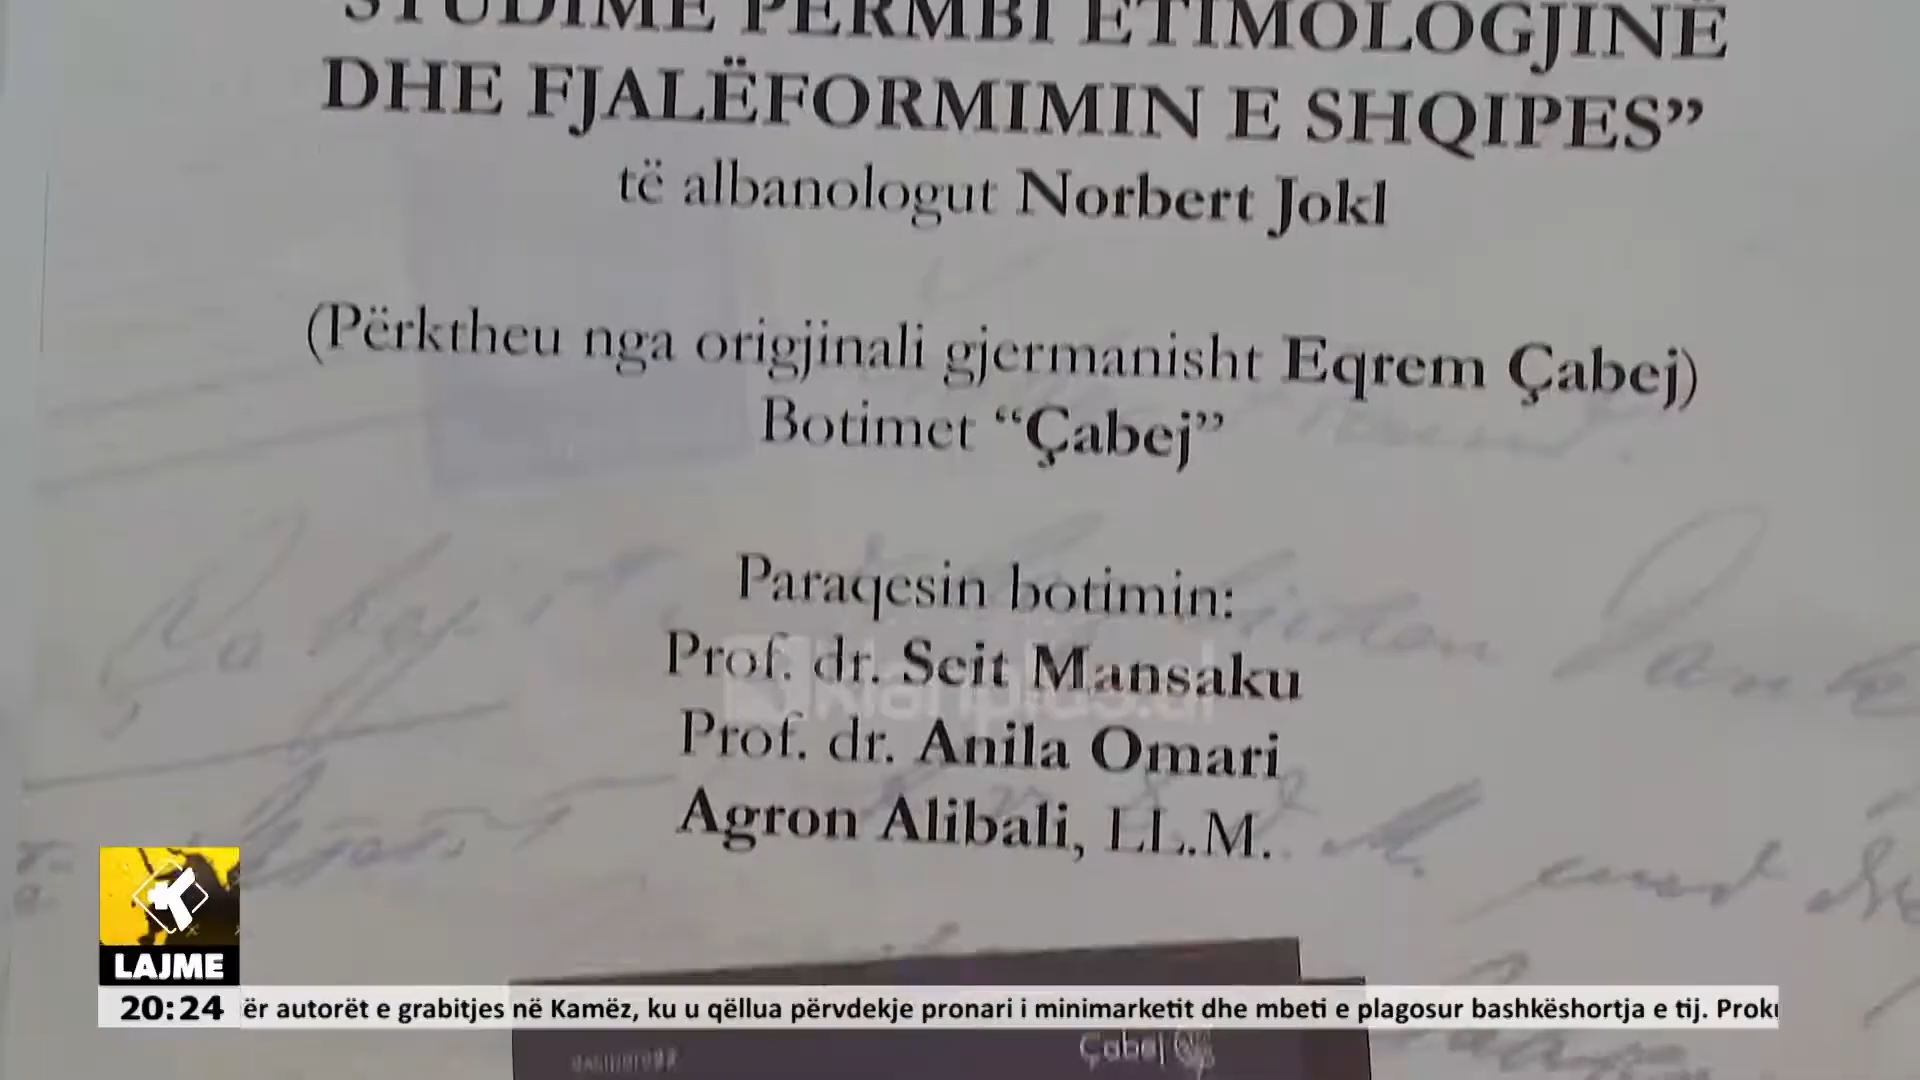 STUDIME PËRMBI ETIMOLOGJINË
DHE FJALËFORMIMIN E SHQIPES”
të albanologut Norbert Jokl
(Përktheu nga origjinali gjermanisht Eqrem Çabej)
Botimet “Çabej”
Paraqesin botimin:
Prof. dr. Seit Mansaku
klanplus.al
Prof. dr. Anila Omari
Agron Alibali, LL.M.
LAJME
20:24 ër autorët e grabitjes në Kamëz, ku u qëllua përvdekje pronari i minimarketit dhe mbeti e plagosur bashkëshortja e tij. Proku
Çabej